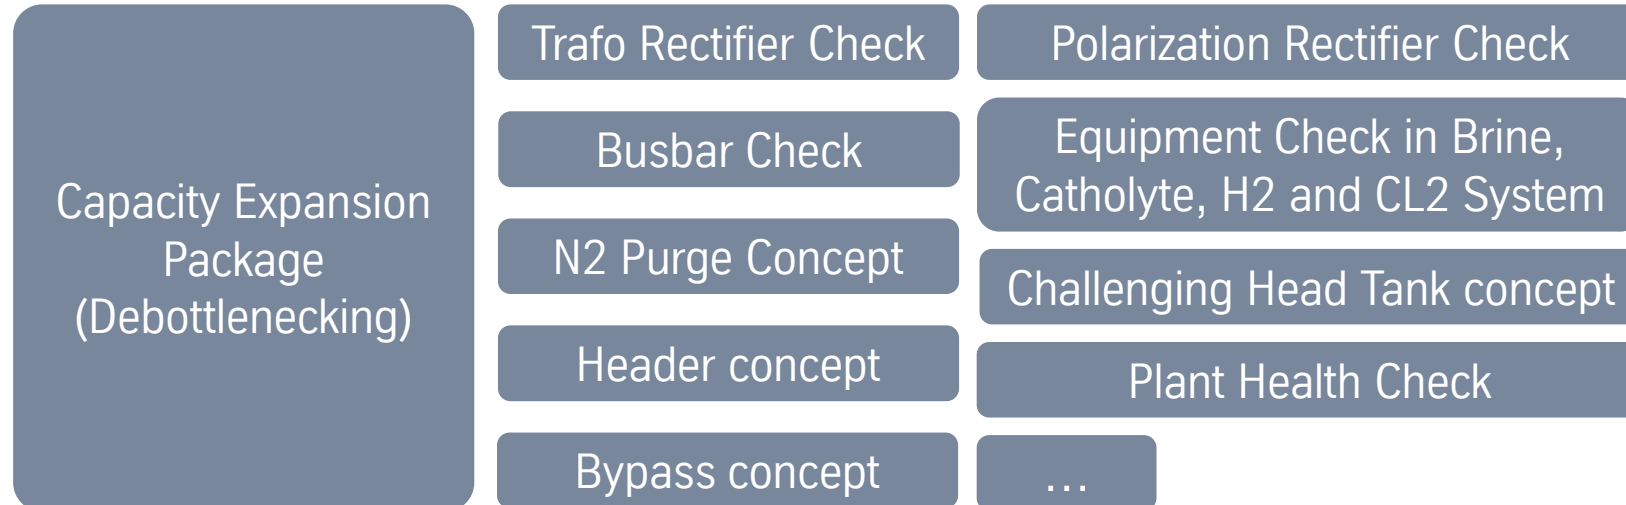 Capacity Expansion
Package
(Debottlenecking)
Trafo Rectifier Check
Busbar Check
N2 Purge Concept
Header concept
Bypass concept
Polarization Rectifier Check
Equipment Check in Brine,
Catholyte, H2 and CL2 System
Challenging Head Tank concept
Plant Health Check
...